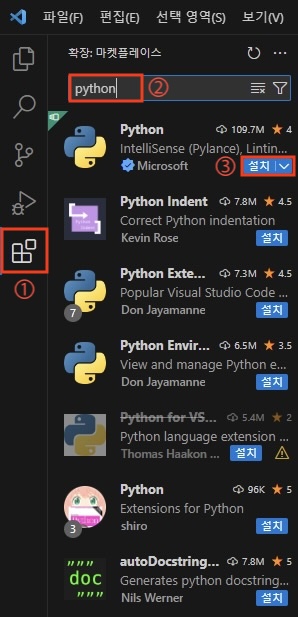 파일(F) 편집(E) 선택 영역(S) 보기(V)
확장: 마켓플레이스
python ②
Python 109.7M ★ 4
IntelliSense (Pylance), Lintin...
Microsoft ③ 설치
Python Indent 7.8M ★ 4.5
Correct Python indentation
Kevin Rose 설치
①
Python Exte... 7.3M ★ 4.5
Popular Visual Studio Code ...
7 Don Jayamanne 설치
Python Envir... 6.5M ★ 3.5
View and manage Python e...
Don Jayamanne 설치
Python for VS... 5.4M ★ 2
Python language extension ...
Thomas Haakon ... 설치
Python 96K ★ 5
Extensions for Python
3 shiro 설치
autoDocstring... 7.8M ★ 5
"""
doc
"""
Generates python docstring...
Nils Werner 설치